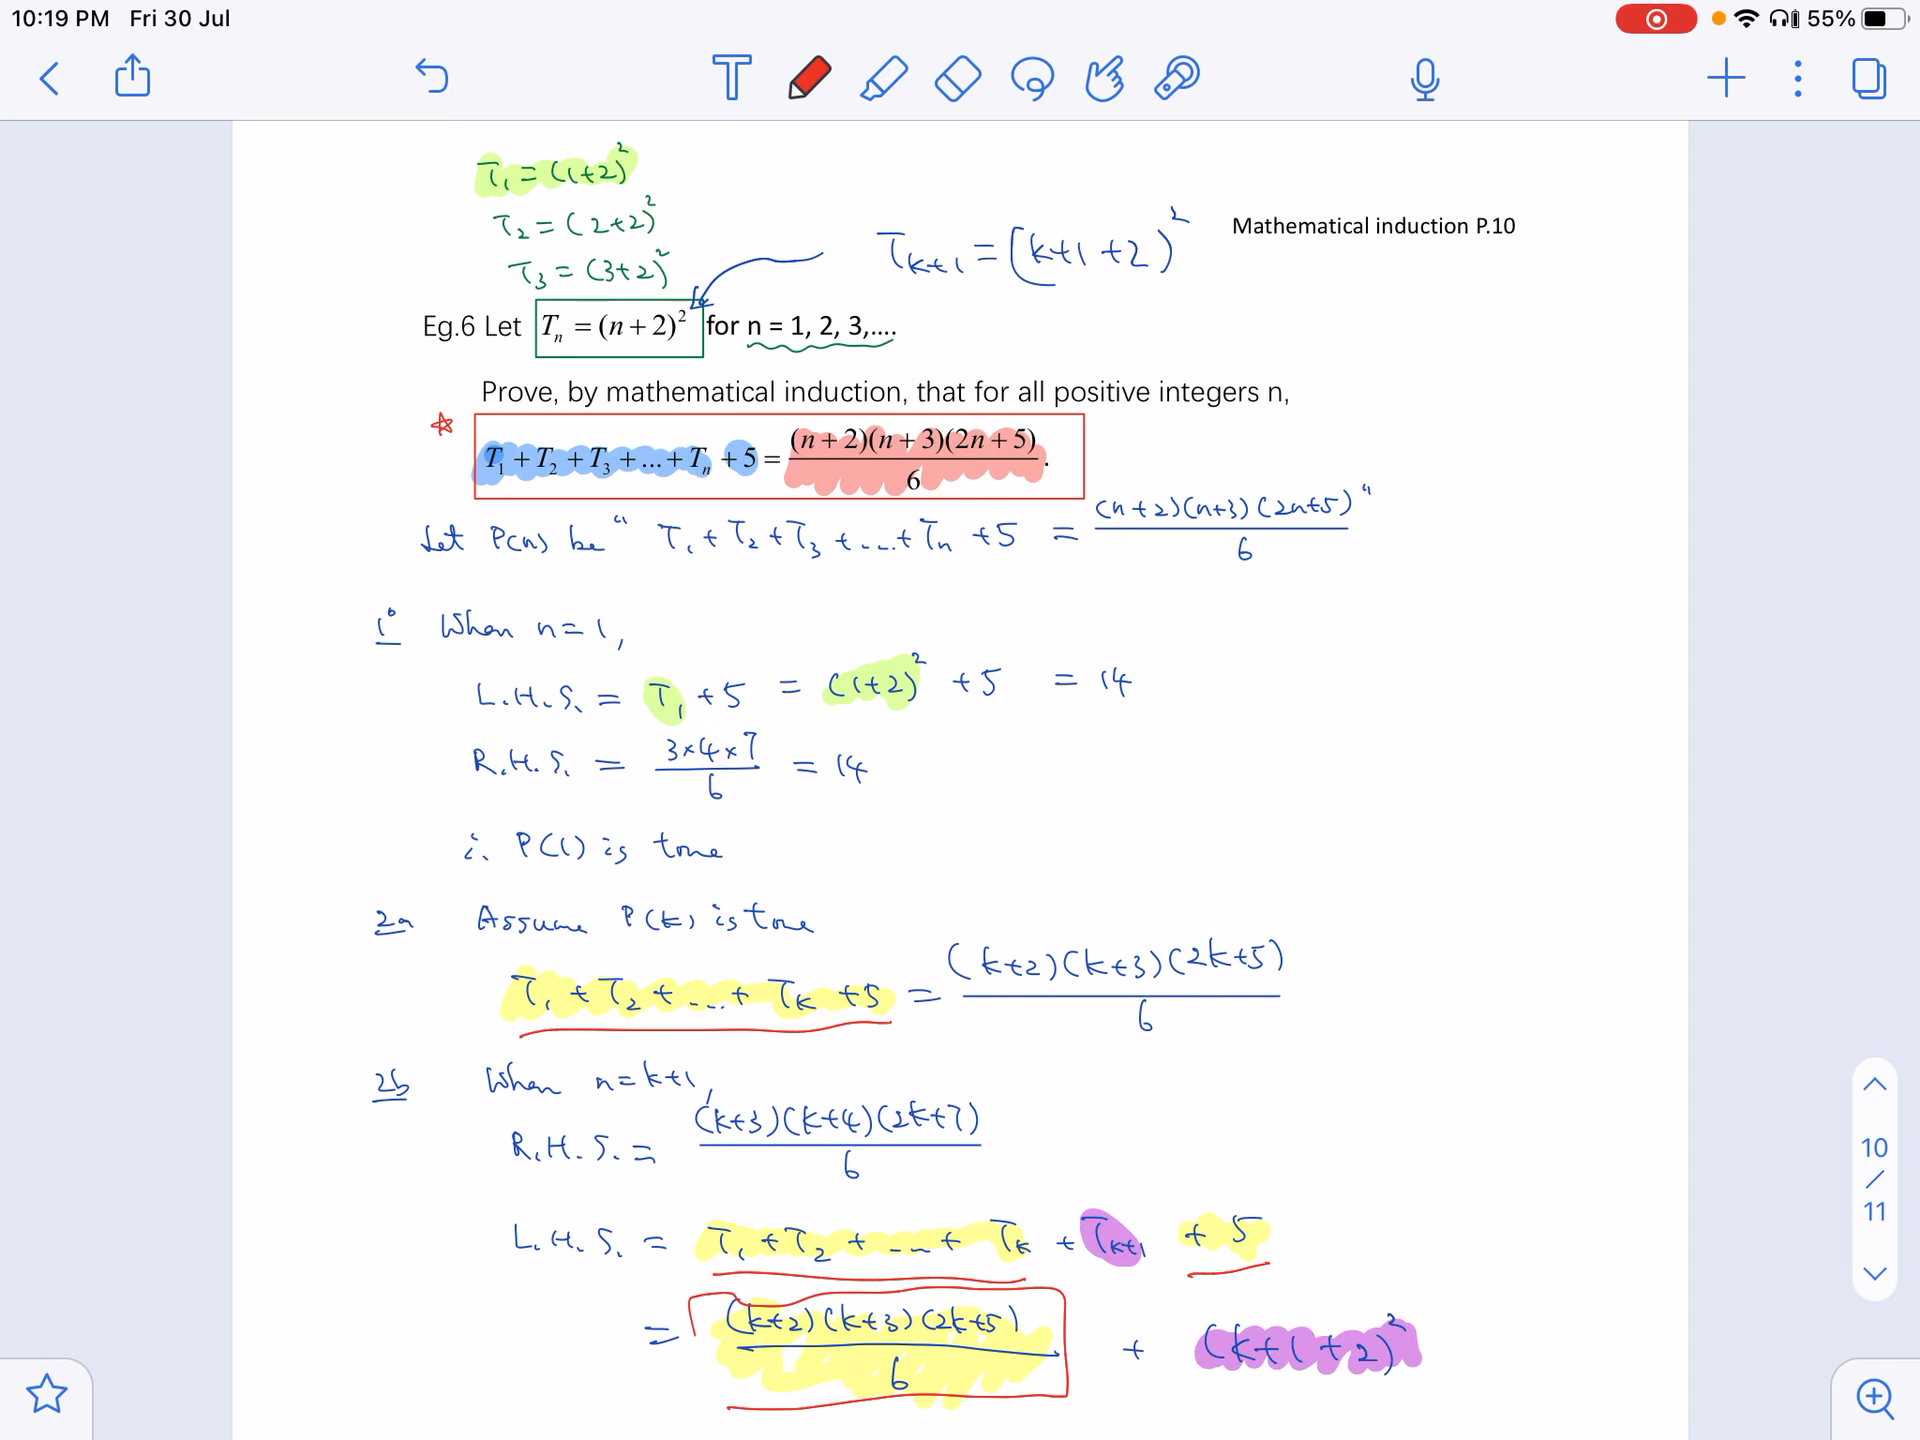 10:19 PM Fri 30 Jul 55%
T₁ = (1+2)²
T₂ = (2+2)²
T₃ = (3+2)²
Tₖ₊₁ = (k+1+2)²
Mathematical induction P.10
Eg.6 Let Tₙ = (n + 2)² for n = 1, 2, 3,....
Prove, by mathematical induction, that for all positive integers n,
☆ T₁ + T₂ + T₃ + ... + Tₙ + 5 = (n + 2)(n + 3)(2n + 5) / 6 .
Let P(n) be " T₁ + T₂ + T₃ + .... + Tₙ + 5 = (n+2)(n+3)(2n+5) / 6 "
1° When n = 1,
L.H.S. = T₁ + 5 = (1+2)² + 5 = 14
R.H.S. = 3×4×7 / 6 = 14
∴ P(1) is true
2a Assume P(k) is true
T₁ + T₂ + ... + Tₖ + 5 = (k+2)(k+3)(2k+5) / 6
2b When n = k+1,
R.H.S. = (k+3)(k+4)(2k+7) / 6
L.H.S. = T₁ + T₂ + ... + Tₖ + Tₖ₊₁ + 5
= (k+2)(k+3)(2k+5) / 6 + (k+1+2)²
10
/
11